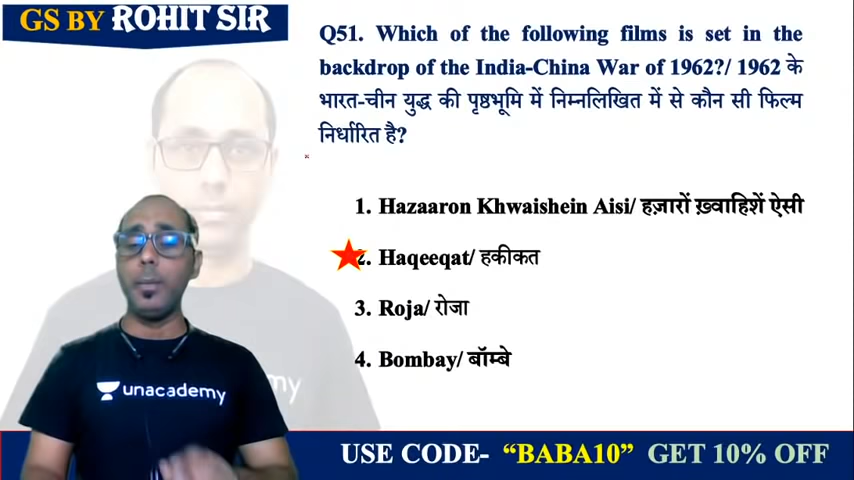 GS BY ROHIT SIR
Q51. Which of the following films is set in the
backdrop of the India-China War of 1962?/ 1962 के
भारत-चीन युद्ध की पृष्ठभूमि में निम्नलिखित में से कौन सी फिल्म
निर्धारित है?
1. Hazaaron Khwaishein Aisi/ हज़ारों ख़्वाहिशें ऐसी
2. Haqeeqat/ हकीकत
3. Roja/ रोजा
4. Bombay/ बॉम्बे
unacademy
my
USE CODE- “BABA10” GET 10% OFF